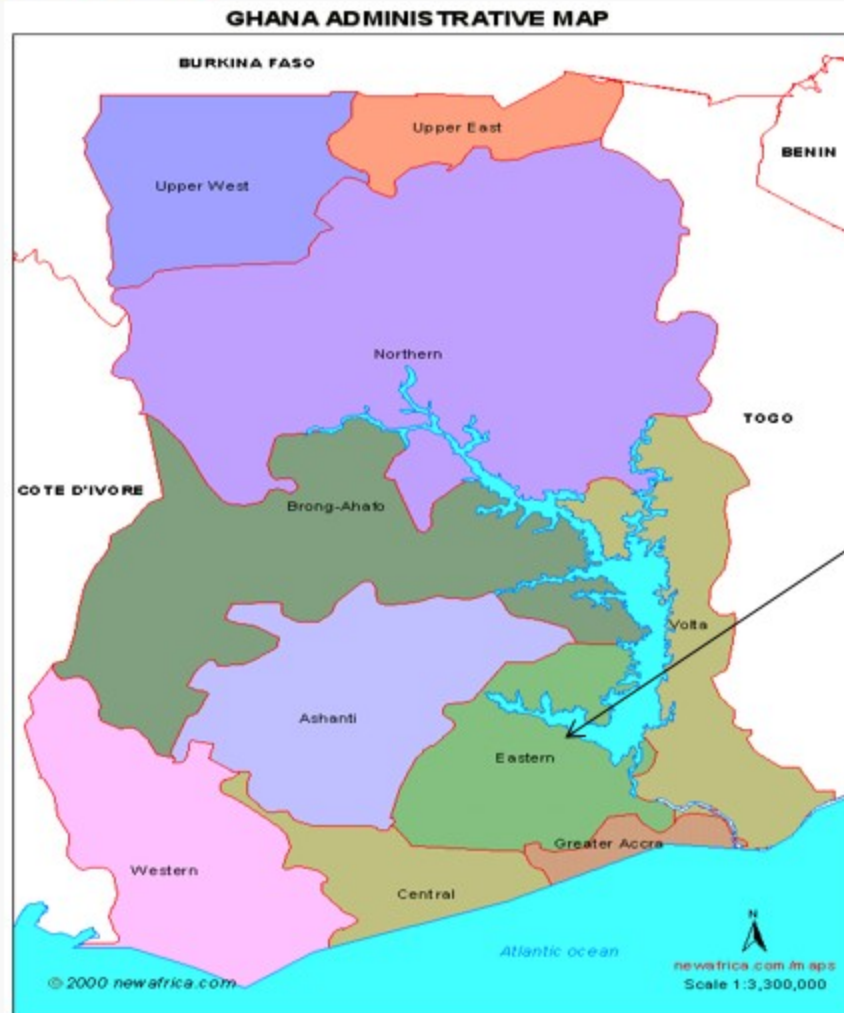 GHANA ADMINISTRATIVE MAP
BURKINA FASO
Upper East
BENIN
Upper West
Northern
TOGO
COTE D'IVORE
Brong-Ahafo
Volta
Ashanti
Eastern
Greater Accra
Western
Central
N
Atlantic ocean
newafrica.com/maps
© 2000 newafrica.com
Scale 1:3,300,000